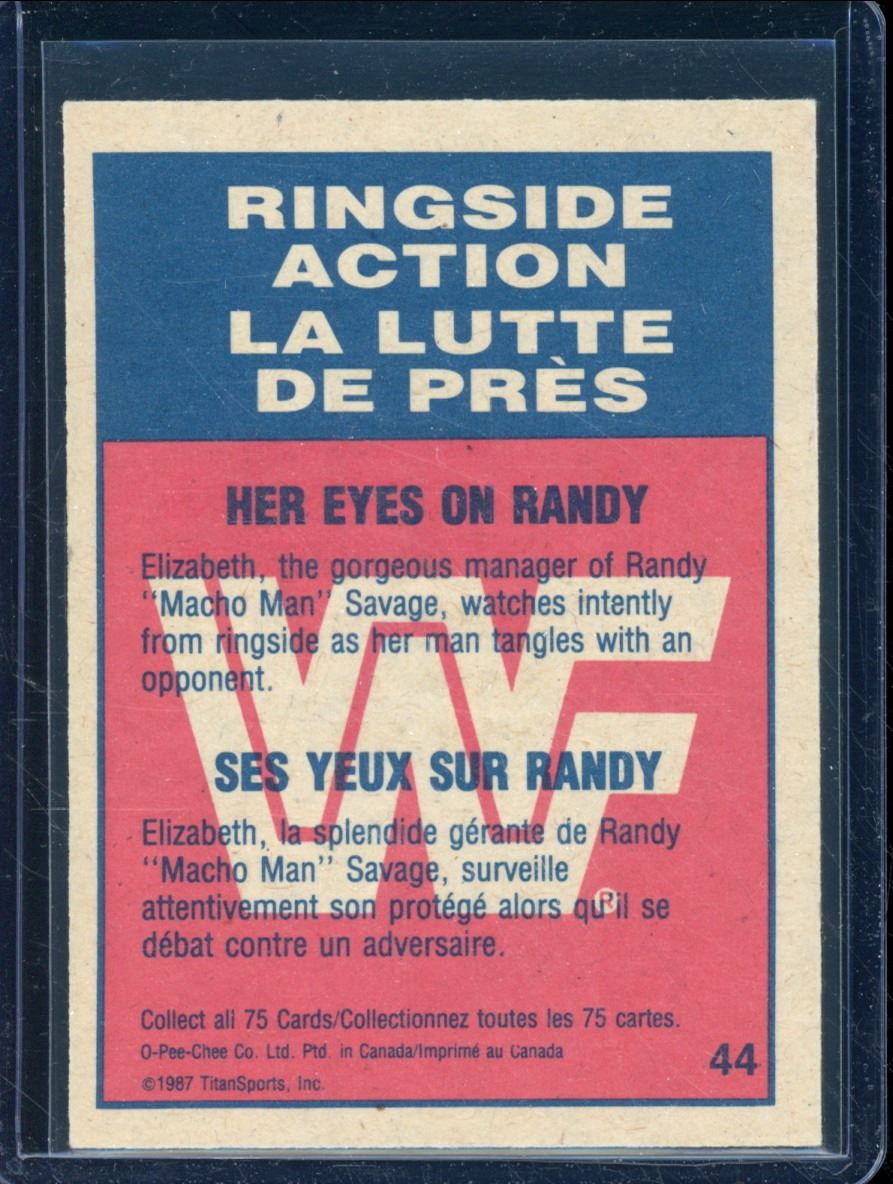 RINGSIDE
ACTION
LA LUTTE
DE PRÈS
HER EYES ON RANDY
Elizabeth, the gorgeous manager of Randy
"Macho Man" Savage, watches intently
from ringside as her man tangles with an
opponent.
SES YEUX SUR RANDY
Elizabeth, la splendide gérante de Randy
"Macho Man" Savage, surveille
attentivement son protégé alors qu'il se
débat contre un adversaire.
WF
®
Collect all 75 Cards/Collectionnez toutes les 75 cartes.
O-Pee-Chee Co. Ltd. Ptd. in Canada/Imprimé au Canada
44
©1987 TitanSports, Inc.